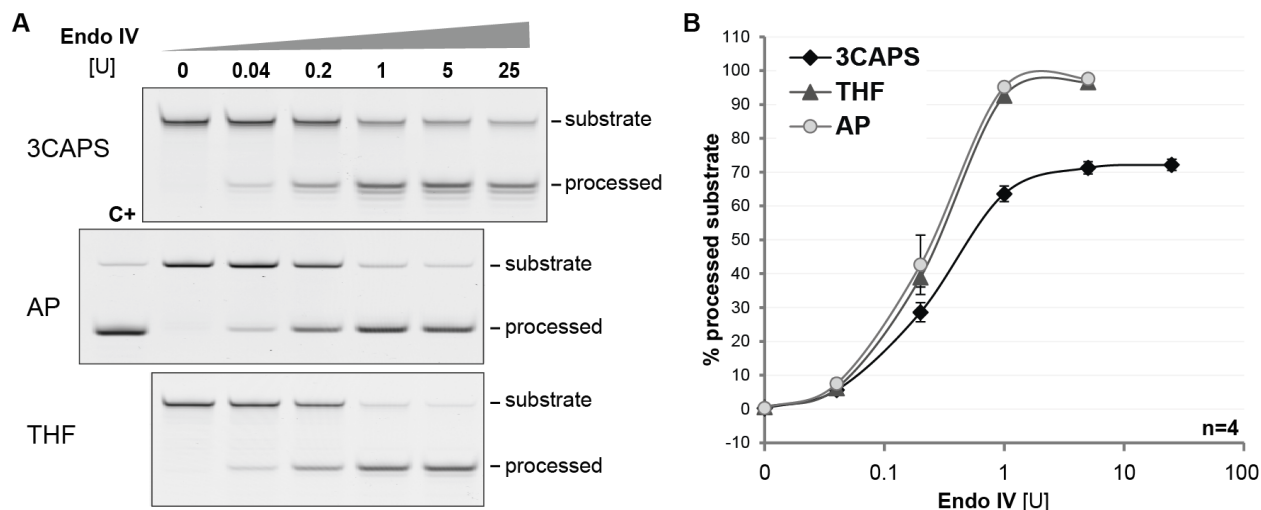 A
Endo IV
[U]
0 0.04 0.2 1 5 25
3CAPS
substrate
processed
C+
AP
substrate
processed
THF
substrate
processed
B
% processed substrate
110
100
90
80
70
60
50
40
30
20
10
0
-10
3CAPS
THF
AP
n=4
0 0.1 1 10 100
Endo IV [U]